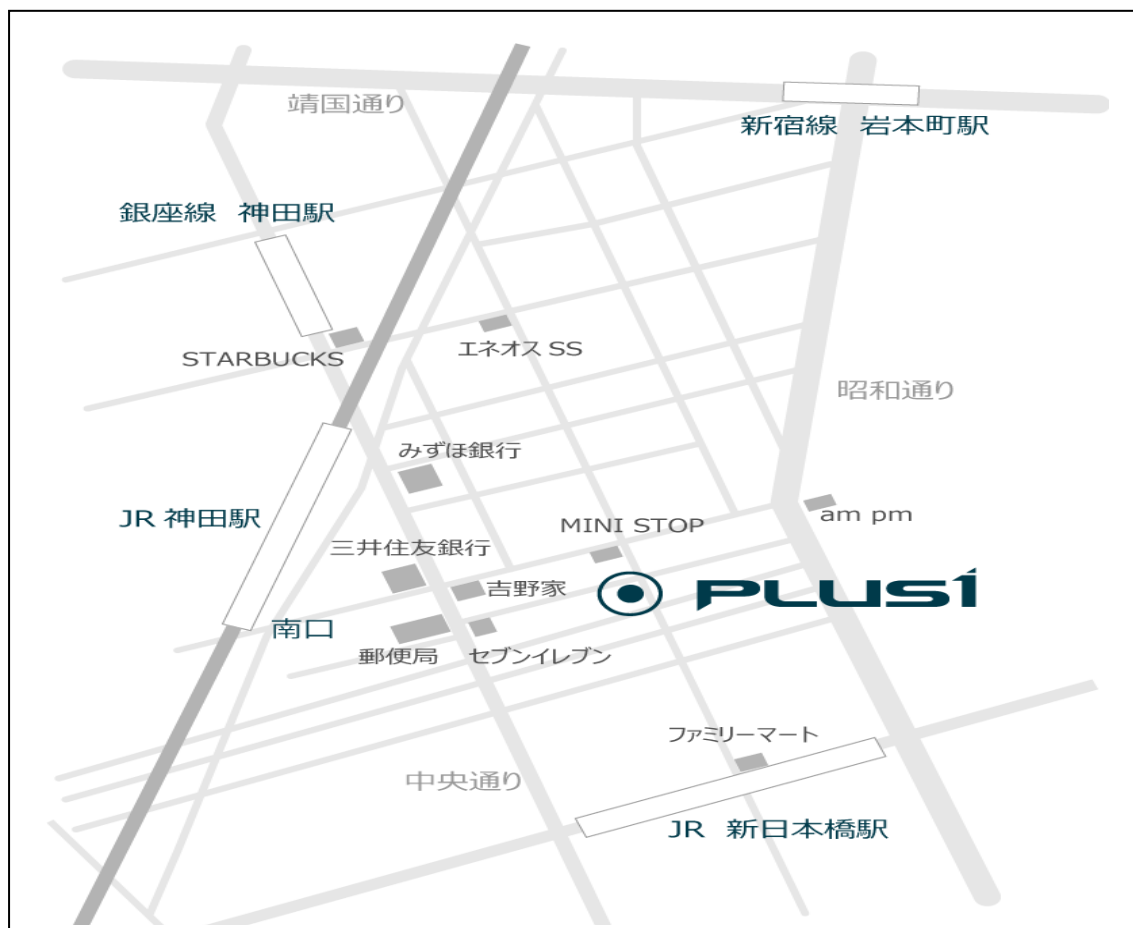 靖国通り
新宿線 岩本町駅
銀座線 神田駅
STARBUCKS
エネオス SS
昭和通り
みずほ銀行
JR 神田駅
MINI STOP
am pm
三井住友銀行
吉野家
PLUS1
南口
郵便局
セブンイレブン
ファミリーマート
中央通り
JR 新日本橋駅